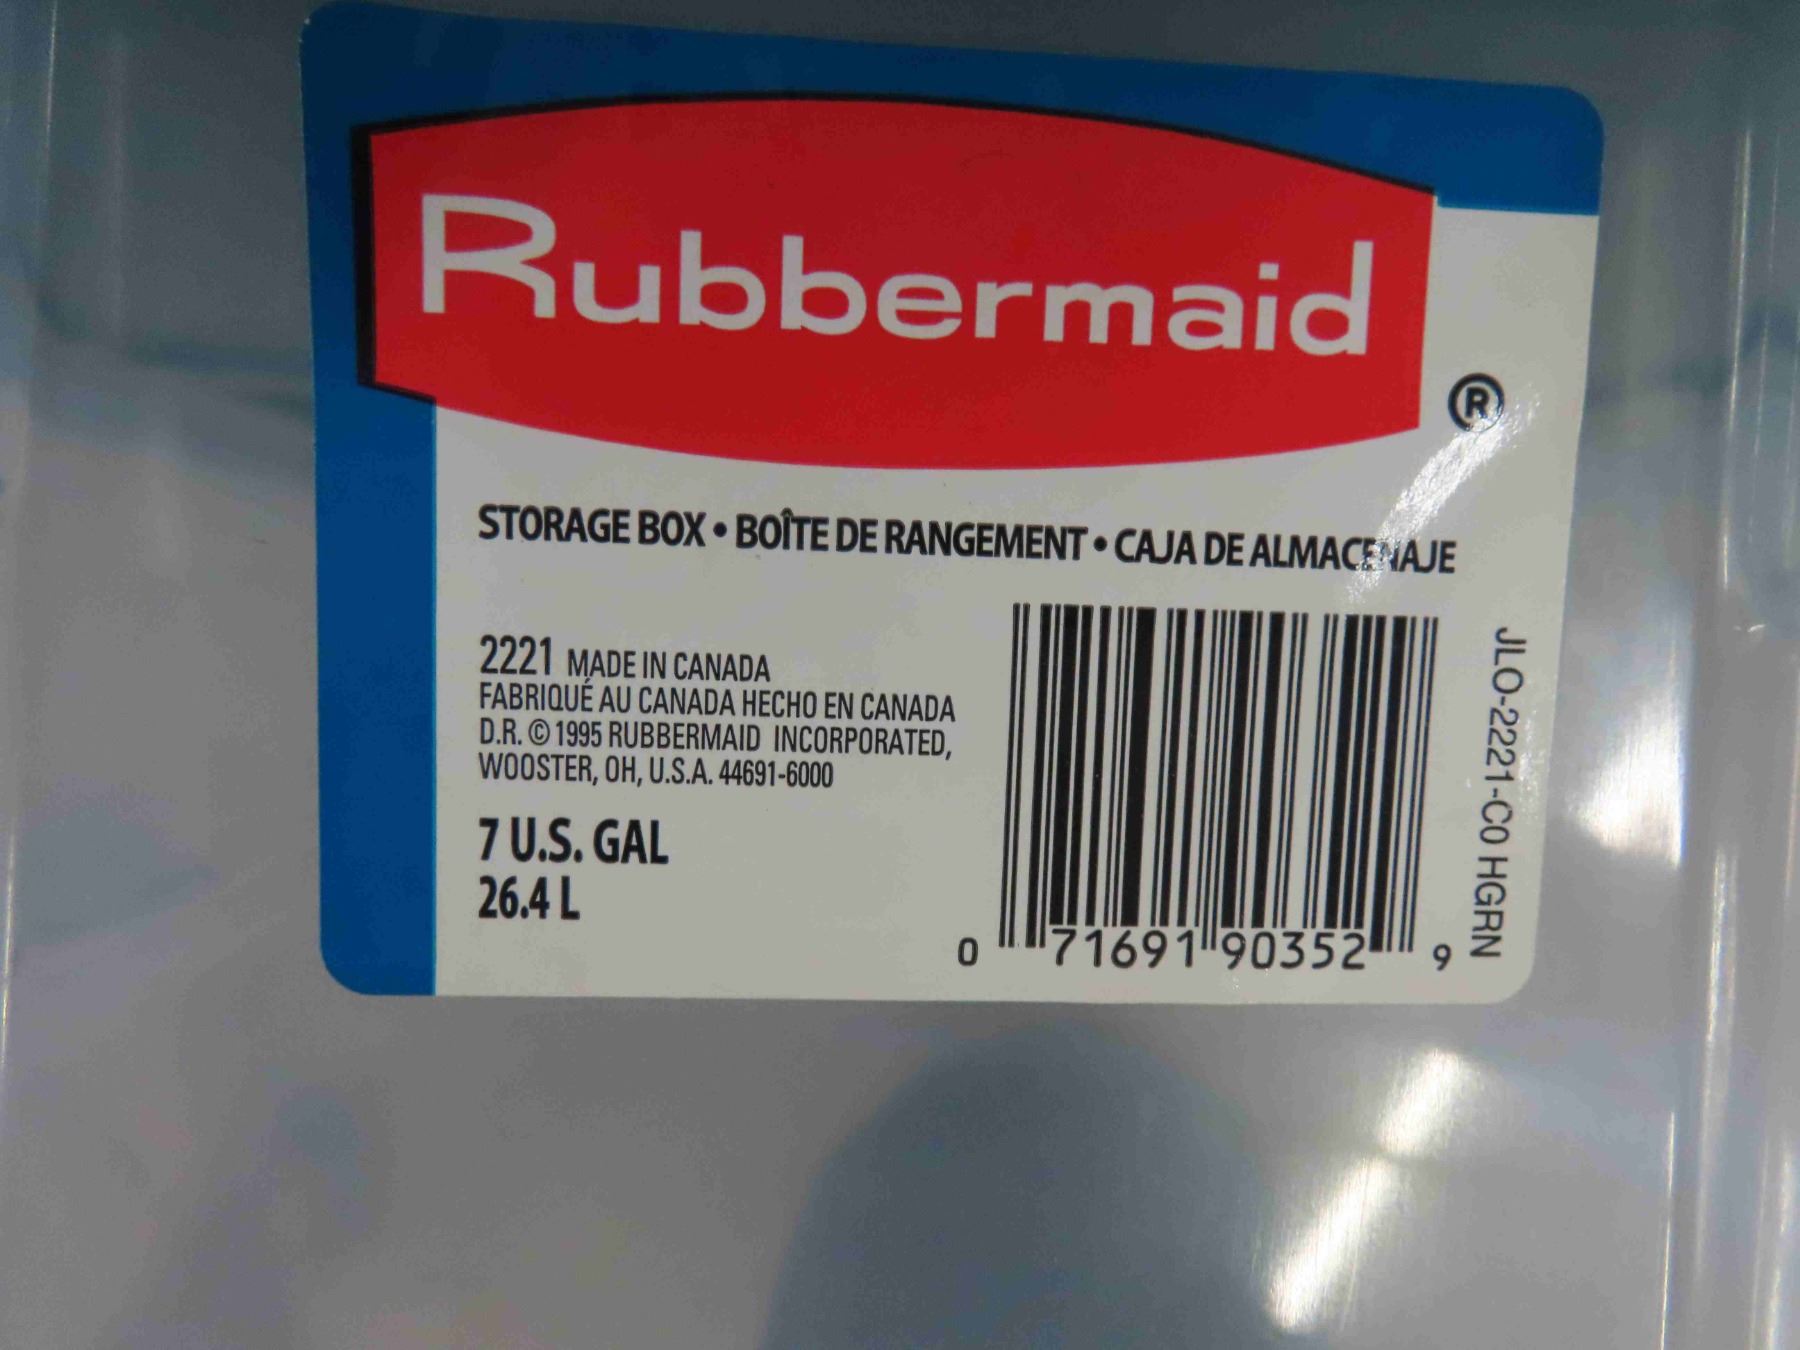 Rubbermaid
®
STORAGE BOX • BOÎTE DE RANGEMENT • CAJA DE ALMACENAJE
2221 MADE IN CANADA
FABRIQUÉ AU CANADA HECHO EN CANADA
D.R. © 1995 RUBBERMAID INCORPORATED,
WOOSTER, OH, U.S.A. 44691-6000
7 U.S. GAL
26.4 L
0 71691 90352 9
JLO-2221-C0 HGRN